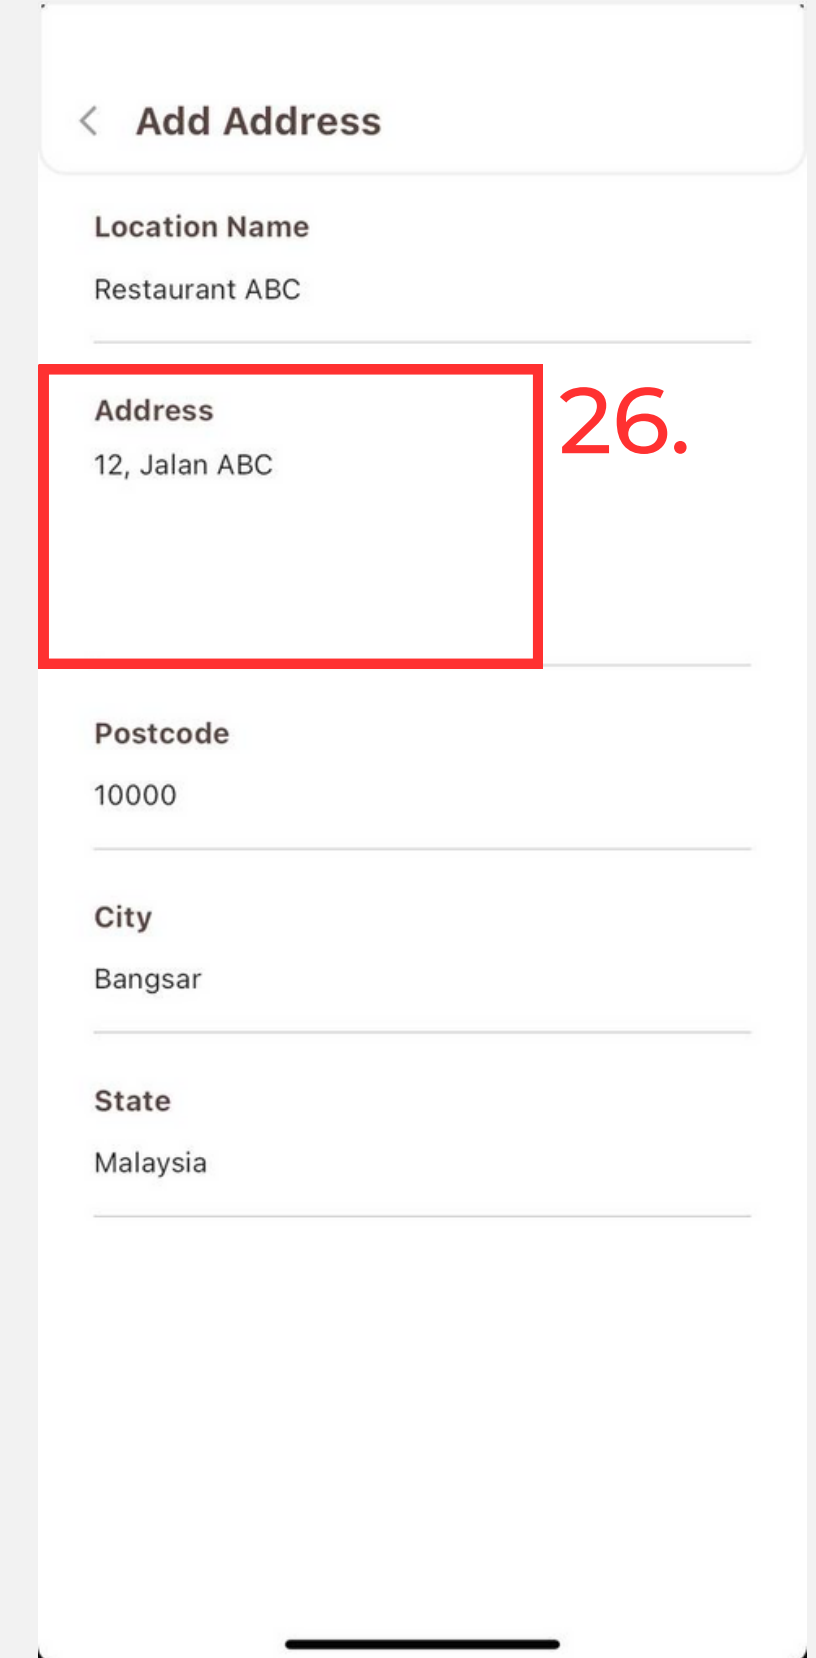 Add Address
Location Name
Restaurant ABC
Address
26.
12, Jalan ABC
Postcode
10000
City
Bangsar
State
Malaysia